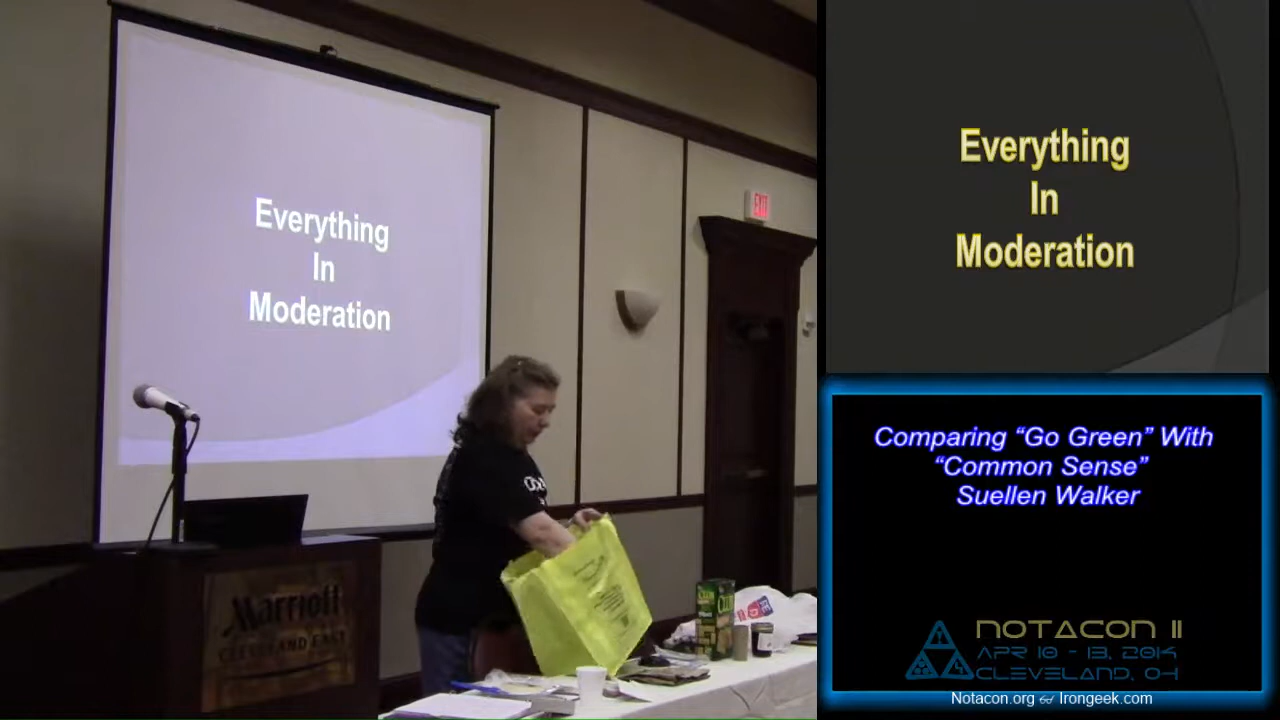 Everything
In
Moderation
EXIT
Marriott
CLEVELAND EAST
Everything
In
Moderation
Comparing “Go Green” With
“Common Sense”
Suellen Walker
NOTACON 11
APR 10 - 13, 2014
CLEVELAND, OH
Notacon.org Irongeek.com